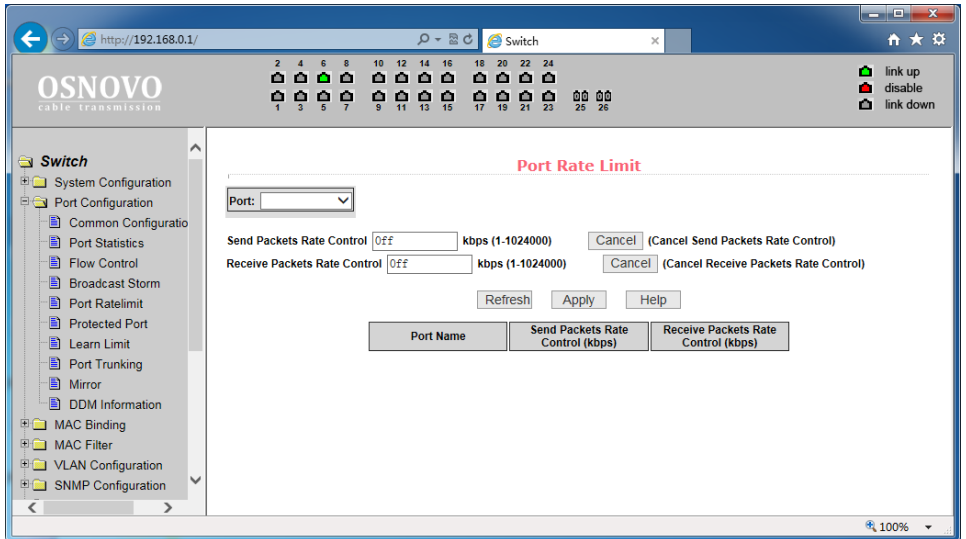 http://192.168.0.1/
Switch
OSNOVO
cable transmission
2 4 6 8 10 12 14 16 18 20 22 24
1 3 5 7 9 11 13 15 17 19 21 23 25 26
link up
disable
link down
Switch
System Configuration
Port Configuration
Common Configuratio
Port Statistics
Flow Control
Broadcast Storm
Port Ratelimit
Protected Port
Learn Limit
Port Trunking
Mirror
DDM Information
MAC Binding
MAC Filter
VLAN Configuration
SNMP Configuration
Port Rate Limit
Port:
Send Packets Rate Control Off kbps (1-1024000) Cancel (Cancel Send Packets Rate Control)
Receive Packets Rate Control Off kbps (1-1024000) Cancel (Cancel Receive Packets Rate Control)
Refresh Apply Help
Port Name Send Packets Rate Control (kbps) Receive Packets Rate Control (kbps)
100%